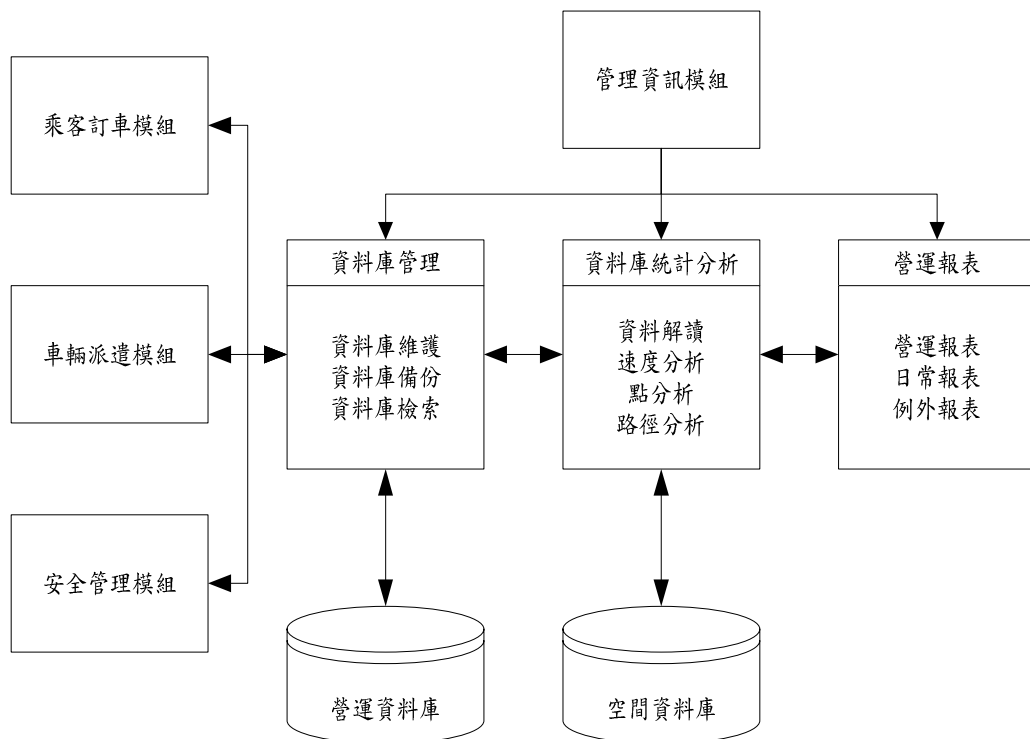 管理資訊模組
乘客訂車模組
資料庫管理
資料庫統計分析
營運報表
車輛派遣模組
資料庫維護
資料庫備份
資料庫檢索
資料解讀
速度分析
點分析
路徑分析
營運報表
日常報表
例外報表
安全管理模組
營運資料庫
空間資料庫